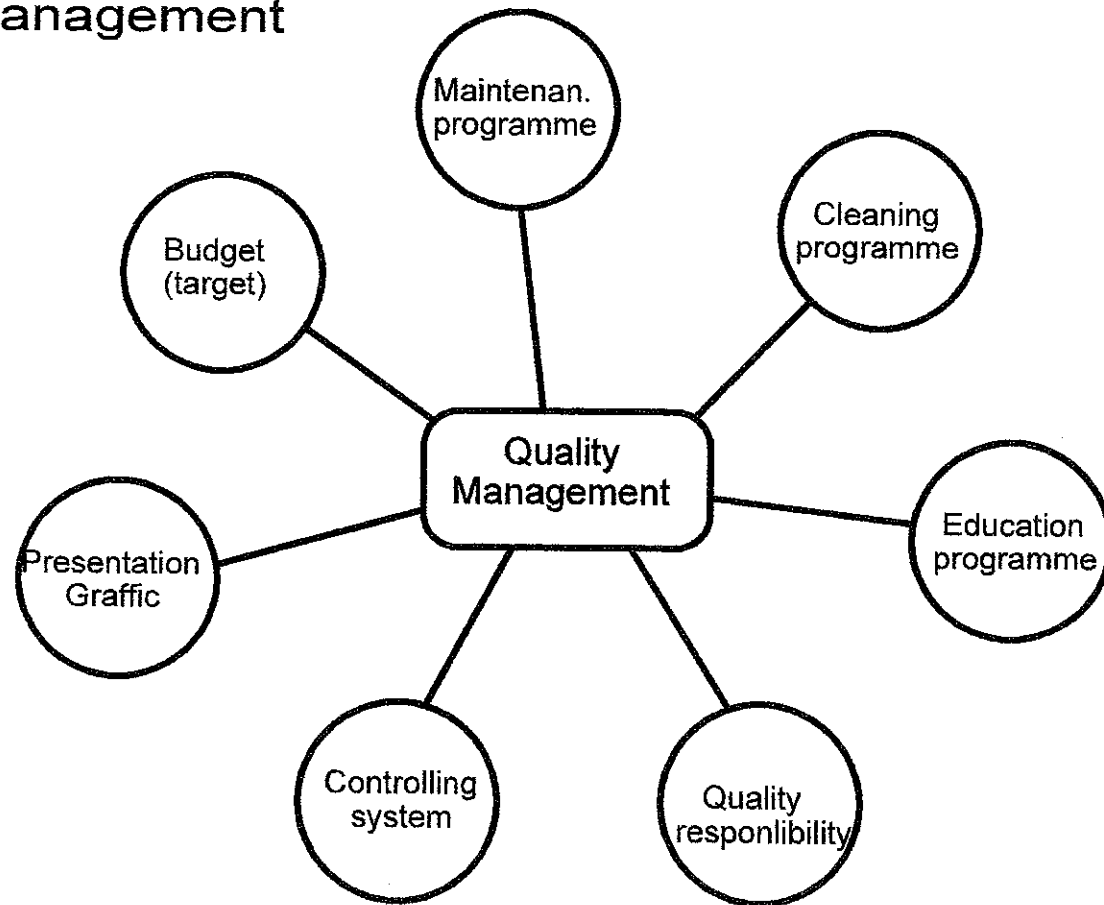 anagement
Maintenan.
programme
Cleaning
programme
Budget
(target)
Quality
Management
Education
programme
Presentation
Graffic
Controlling
system
Quality
responlibility